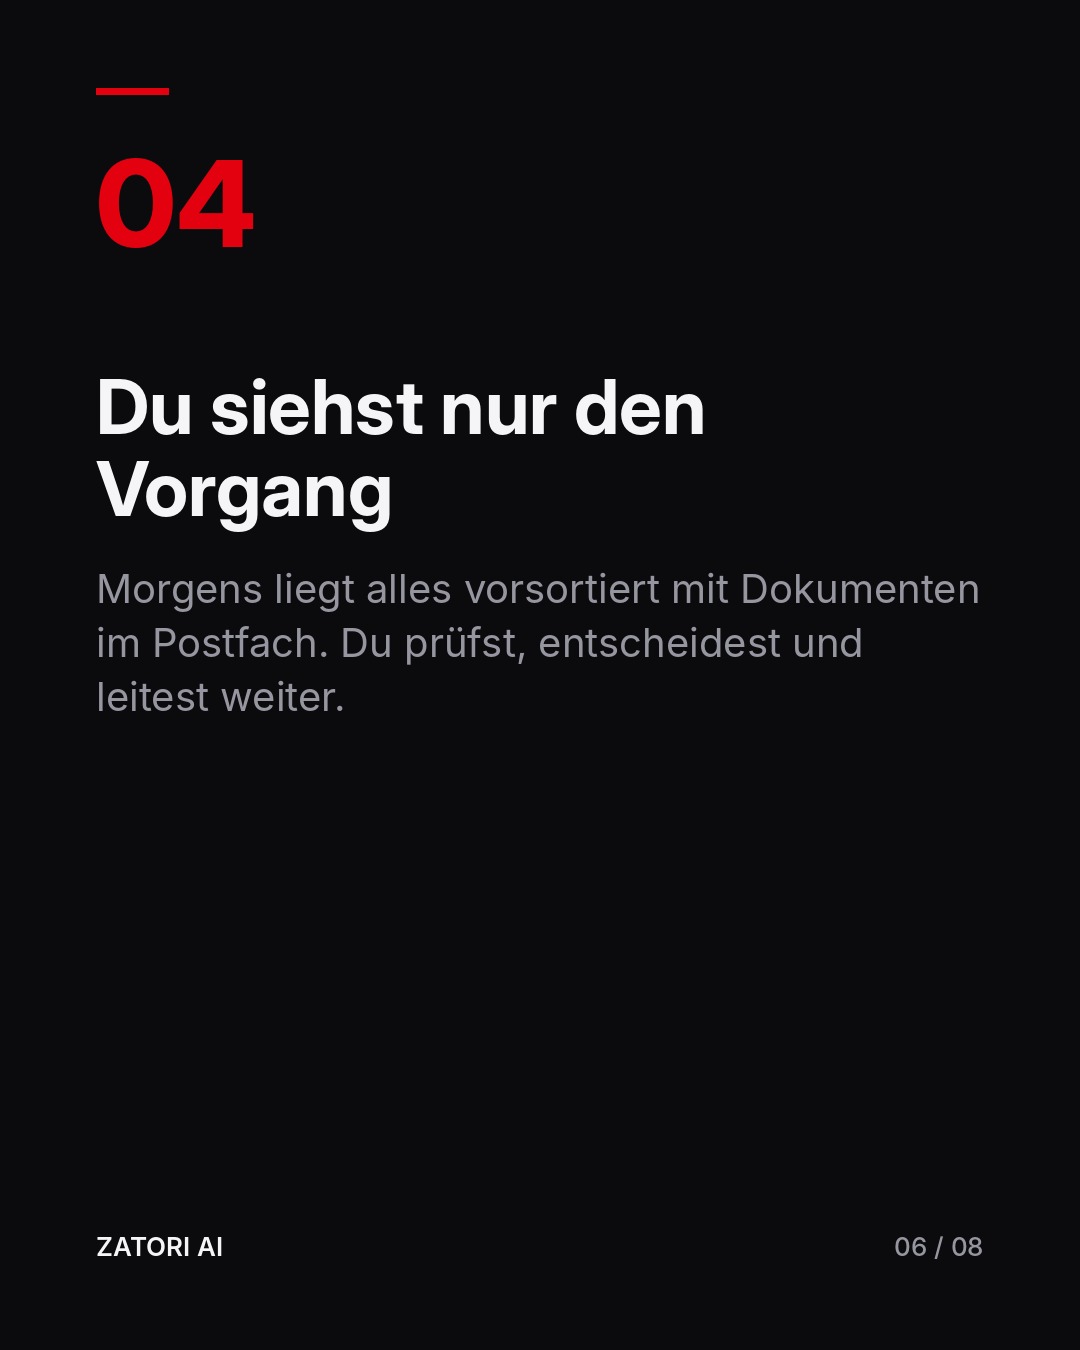 04
Du siehst nur den
Vorgang
Morgens liegt alles vorsortiert mit Dokumenten
im Postfach. Du prüfst, entscheidest und
leitest weiter.
ZATORI AI
06 / 08